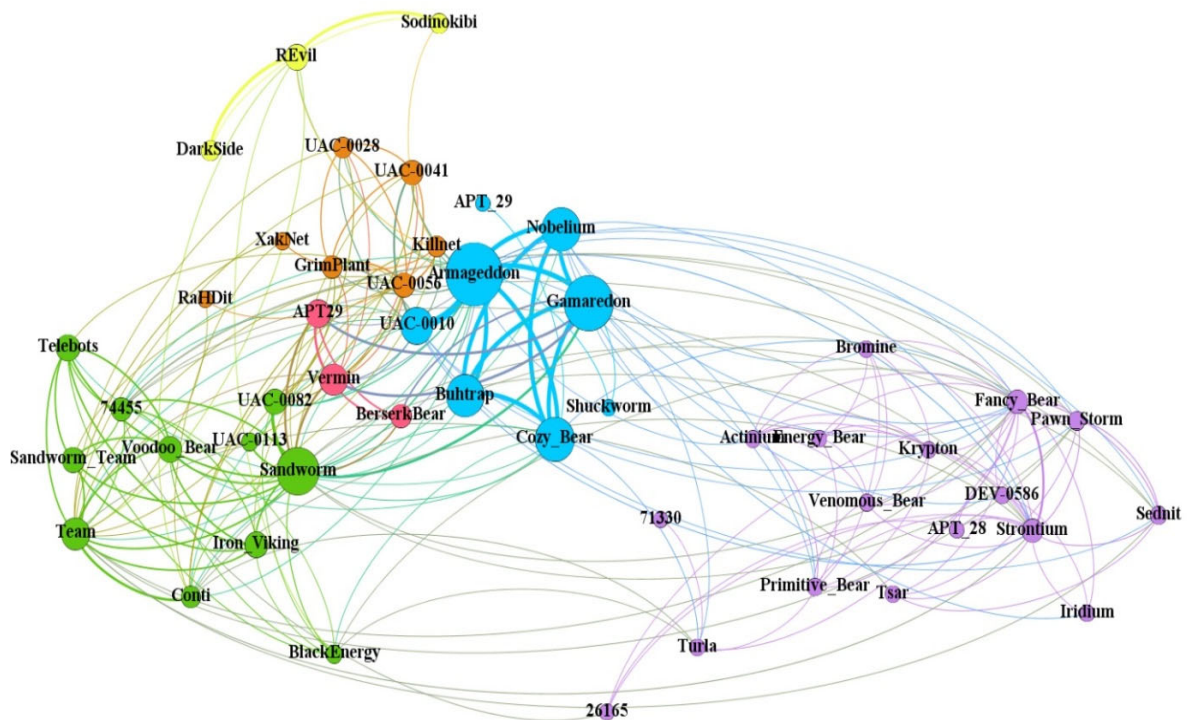 Sodinokibi
REvil
DarkSide
UAC-0028
UAC-0041
APT_29
Nobelium
XakNet
Killnet
GrimPlant
Armageddon
UAC-0056
Gamaredon
RaHDit
APT29
UAC-0010
Telebots
Bromine
Vermin
Buhtrap
UAC-0082
Shuckworm
Fancy_Bear
74455
BerserkBear
Pawn_Storm
UAC-0113
Cozy_Bear
Actinium
Energy_Bear
Voodoo_Bear
Krypton
Sandworm_Team
Sandworm
Venomous_Bear
DEV-0586
71330
Sednit
Team
APT_28
Strontium
Iron_Viking
Primitive_Bear
Conti
Tsar
Iridium
BlackEnergy
Turla
26165